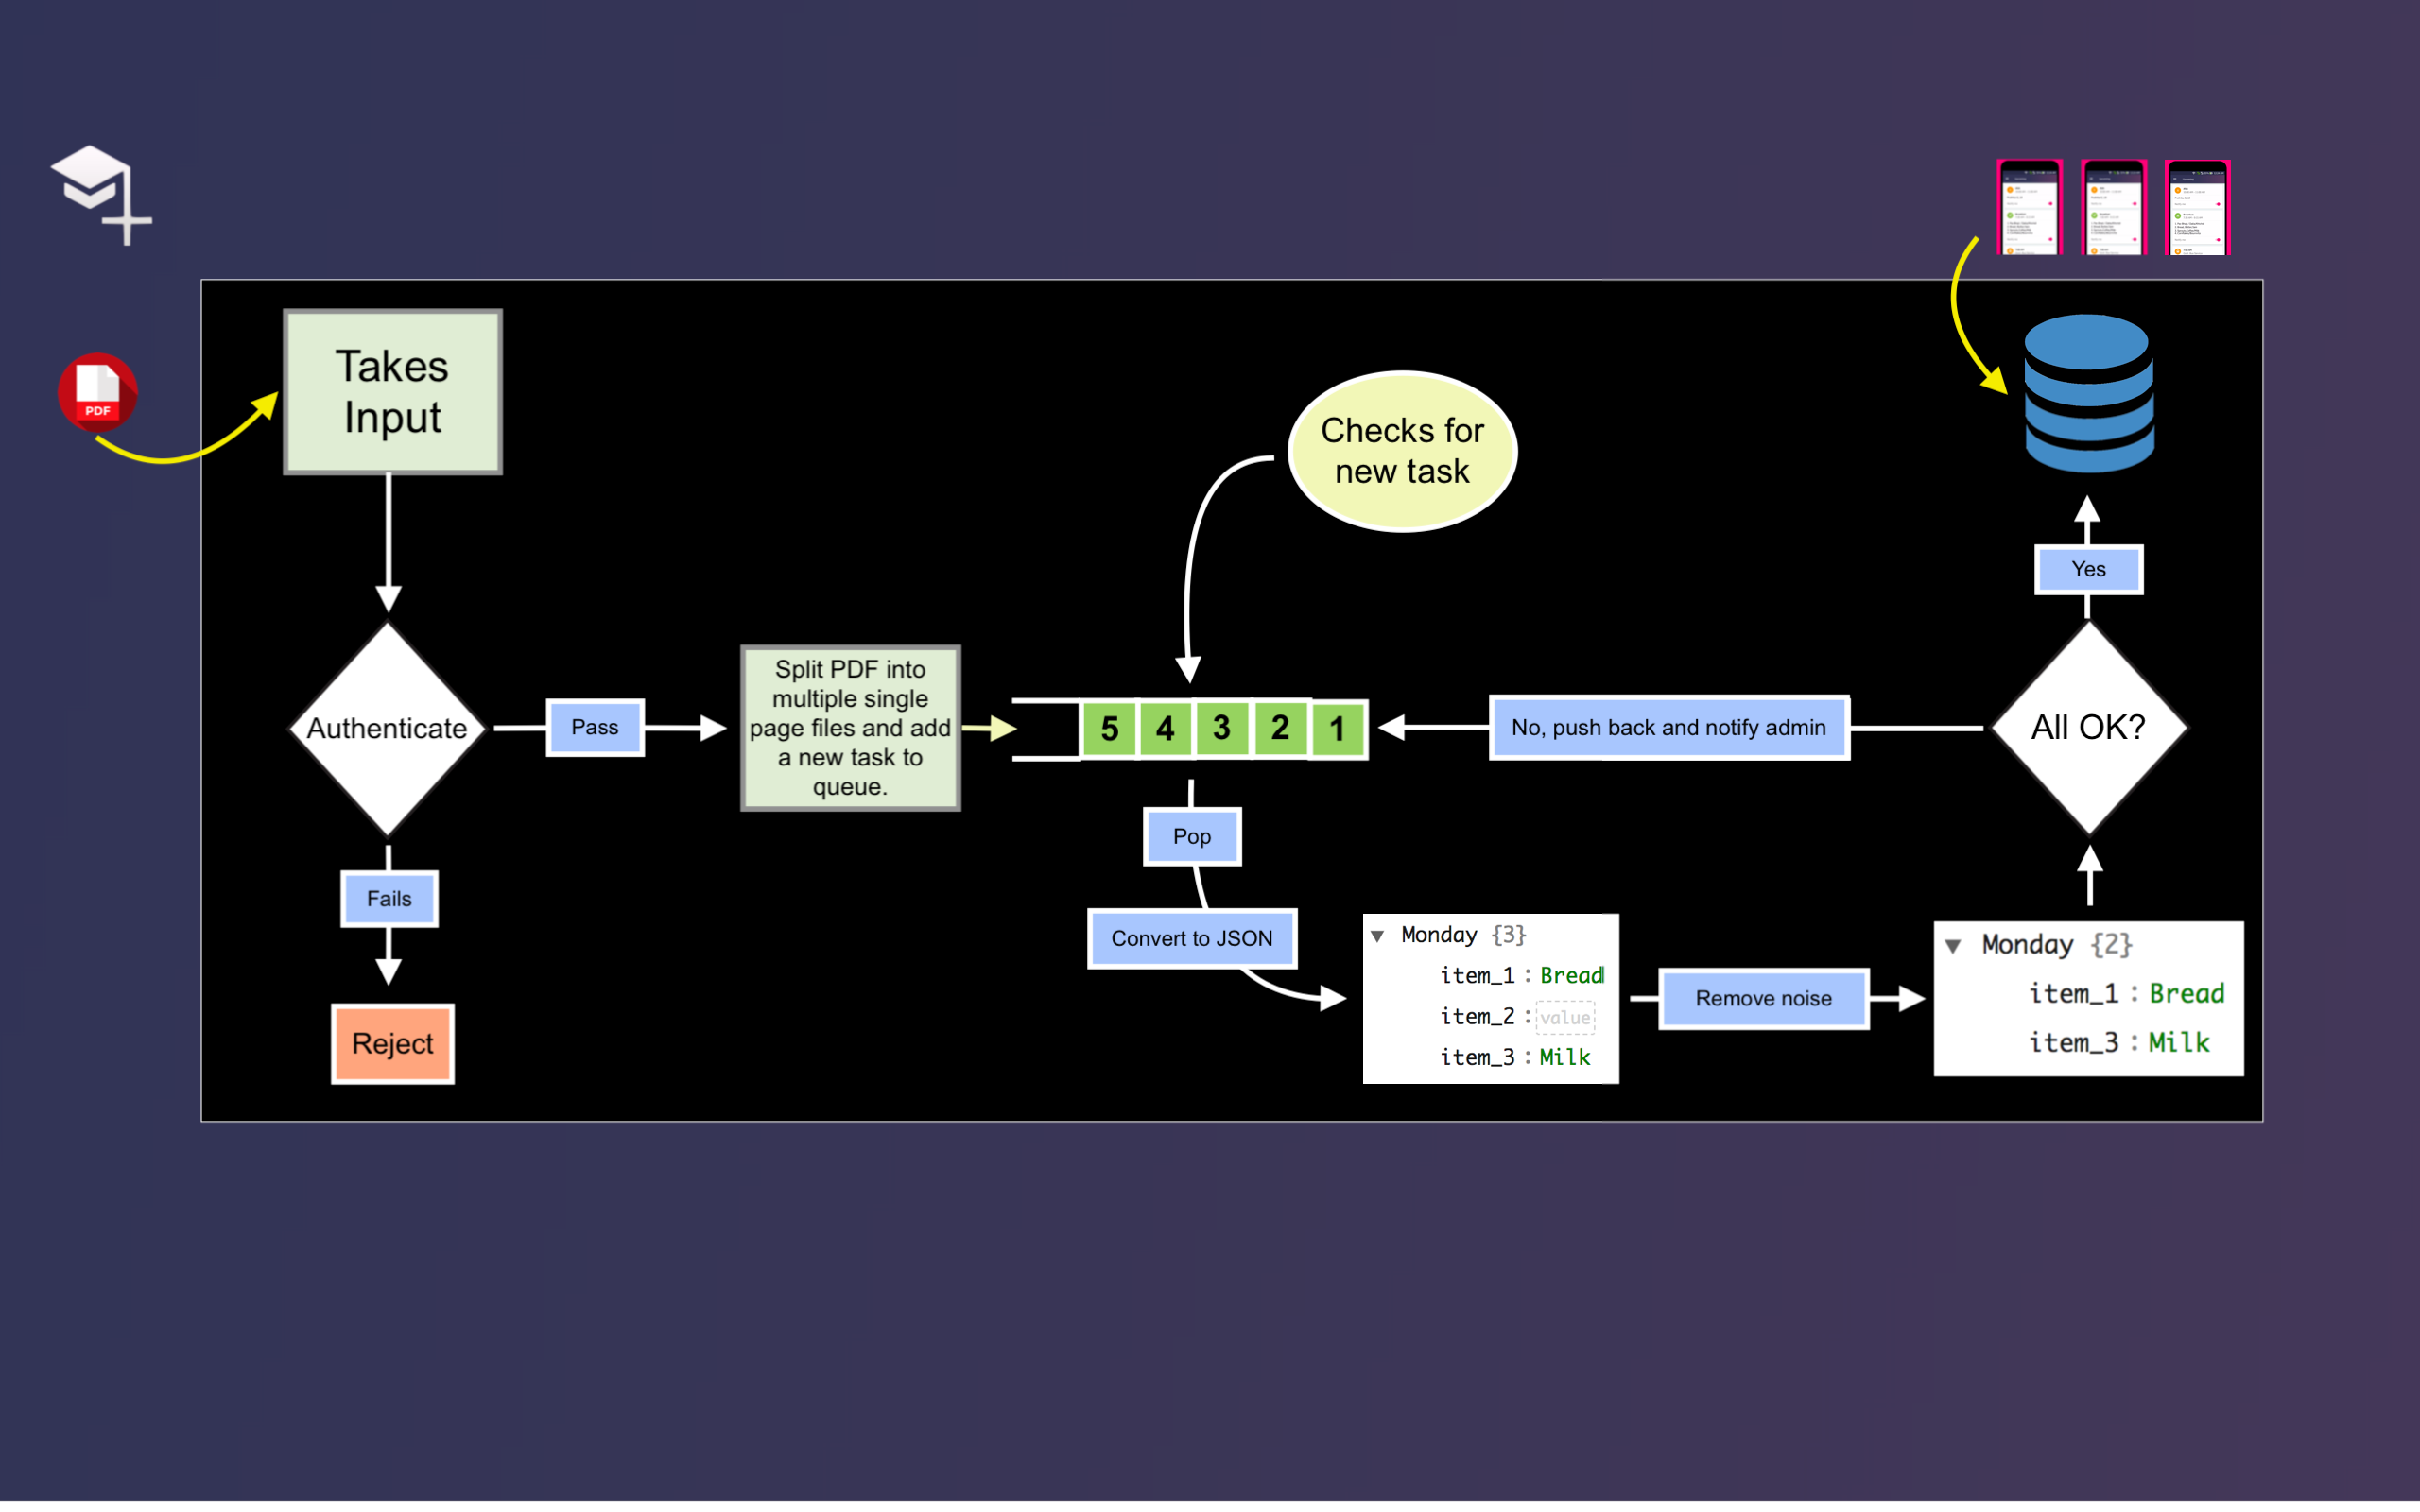 PDF
Takes
Input
Checks for
new task
Yes
Split PDF into
multiple single
page files and add
a new task to
queue.
Authenticate
Pass
5 4 3 2 1
No, push back and notify admin
All OK?
Pop
Fails
Convert to JSON
Monday {3}
item_1 : Bread
item_2 : value
item_3 : Milk
Remove noise
Monday {2}
item_1 : Bread
item_3 : Milk
Reject